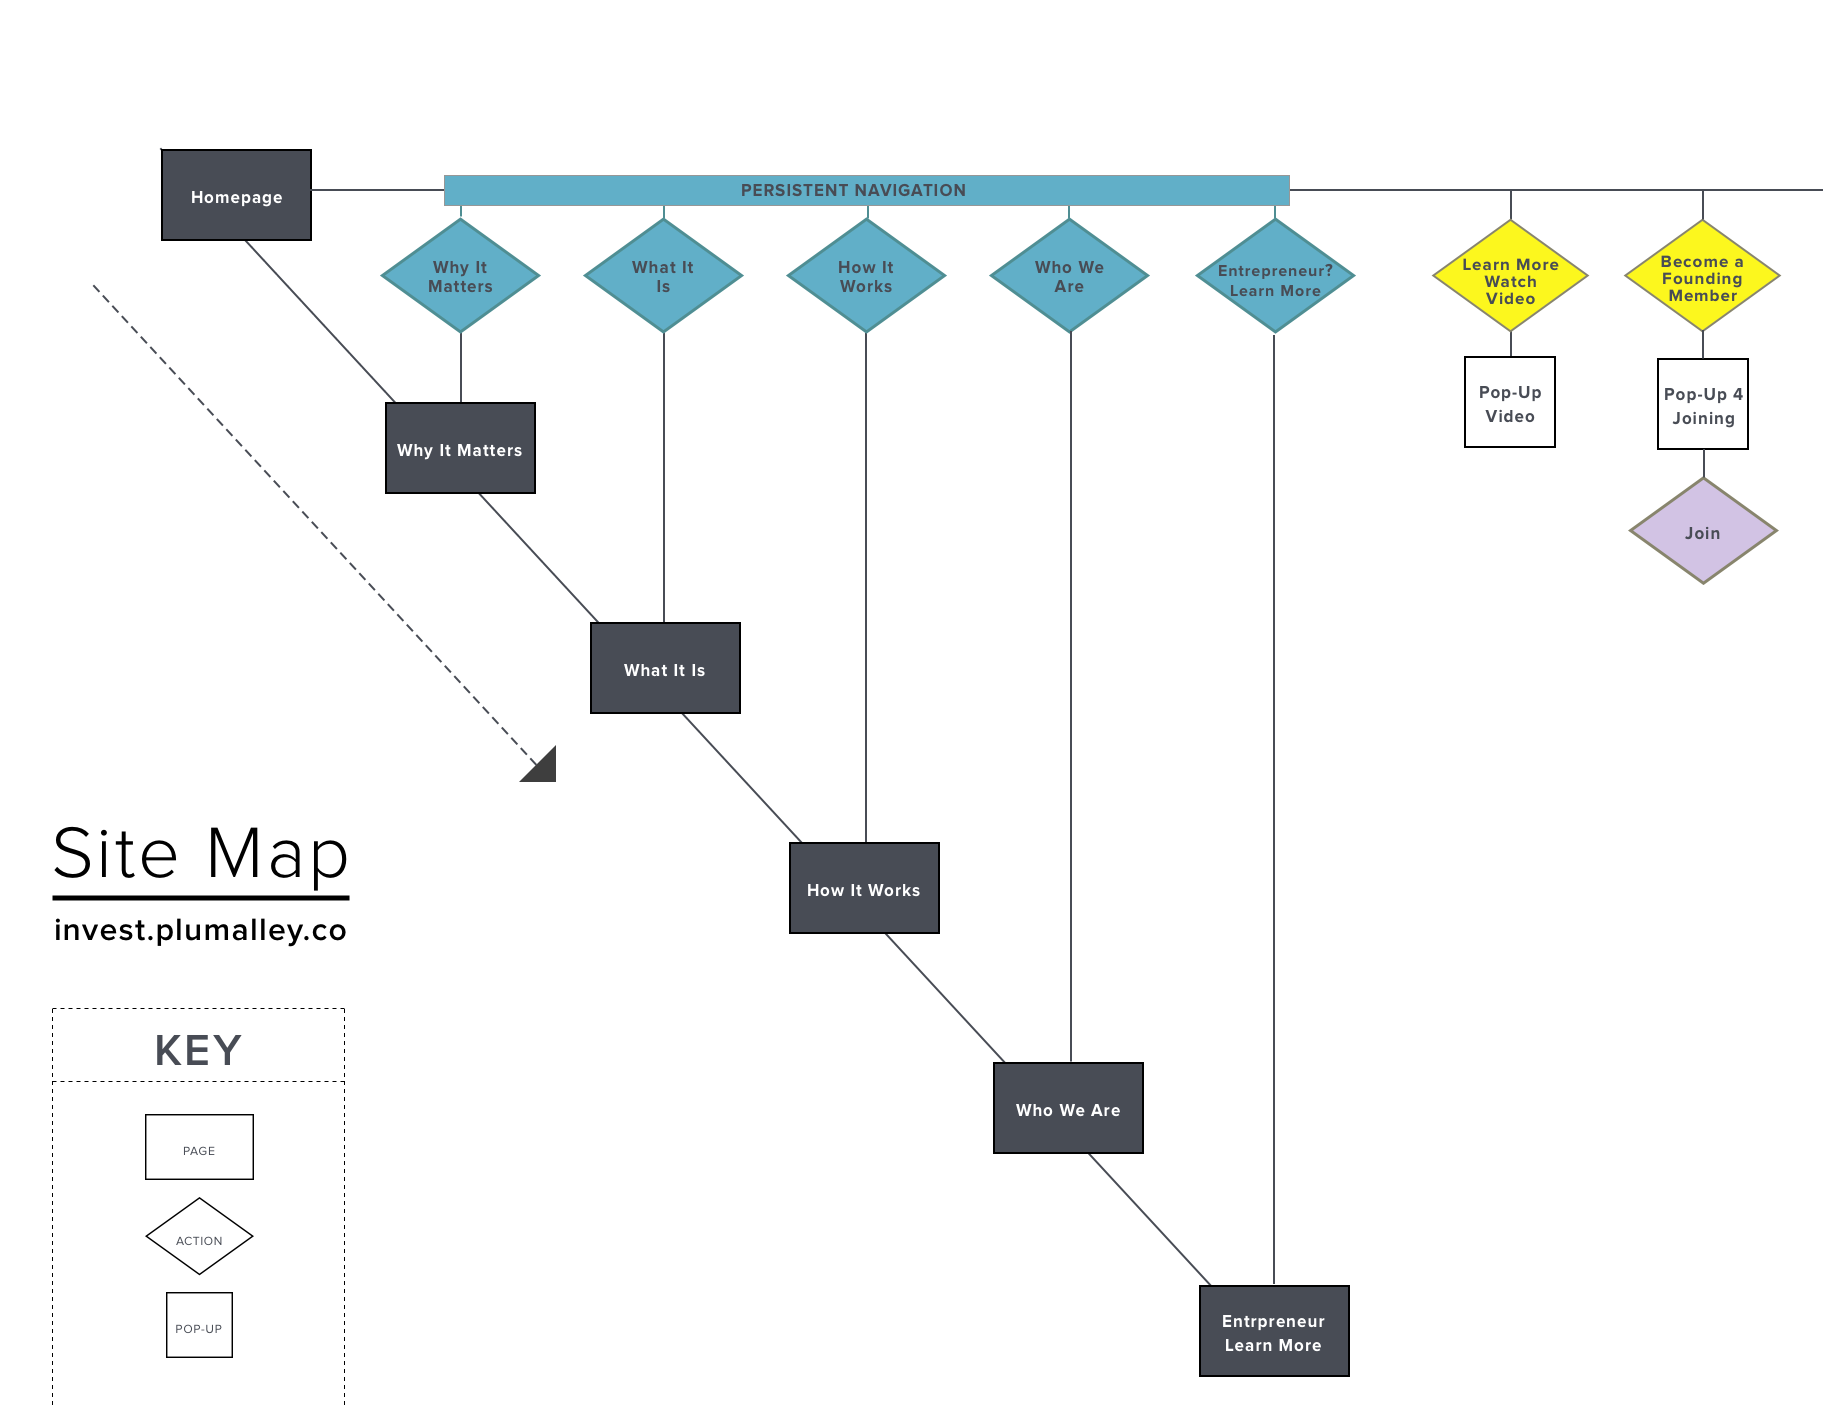 Homepage
PERSISTENT NAVIGATION
Why It
Matters
What It
Is
How It
Works
Who We
Are
Entrepreneur?
Learn More
Learn More
Watch
Video
Become a
Founding
Member
Pop-Up
Video
Pop-Up 4
Joining
Join
Why It Matters
What It Is
How It Works
Who We Are
Entrpreneur
Learn More
Site Map
invest.plumalley.co
KEY
PAGE
ACTION
POP-UP